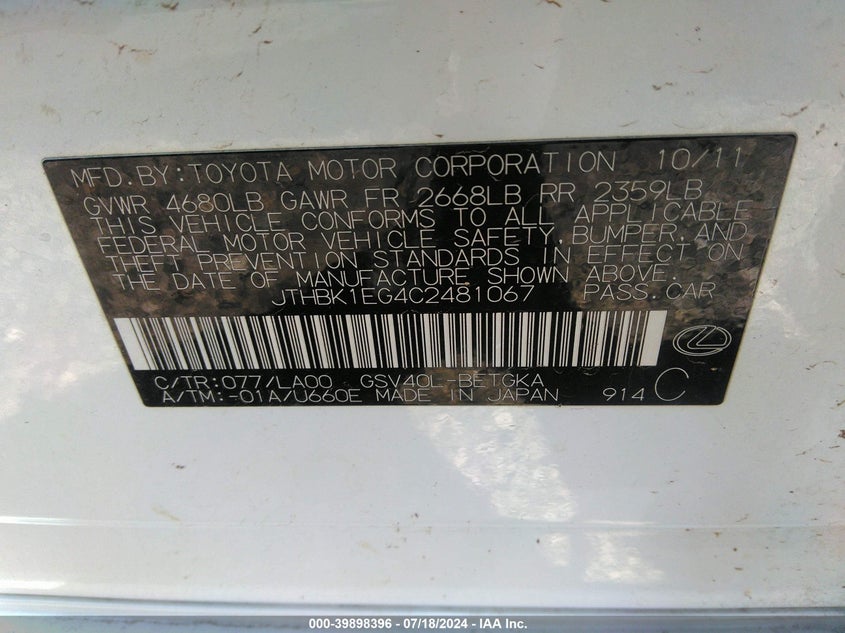 MFD. BY: TOYOTA MOTOR CORPORATION 10/11
GVWR 4680LB GAWR FR 2668LB RR 2359LB
THIS VEHICLE CONFORMS TO ALL APPLICABLE
FEDERAL MOTOR VEHICLE SAFETY, BUMPER, AND
THEFT PREVENTION STANDARDS IN EFFECT ON
THE DATE OF MANUFACTURE SHOWN ABOVE.
JTHBK1EG4C2481067 PASS. CAR
C/TR: 077/LA00 GSV40L-BETGKA
A/TM: -01A/U660E MADE IN JAPAN 914 C
000-39898396 - 07/18/2024 - IAA Inc.